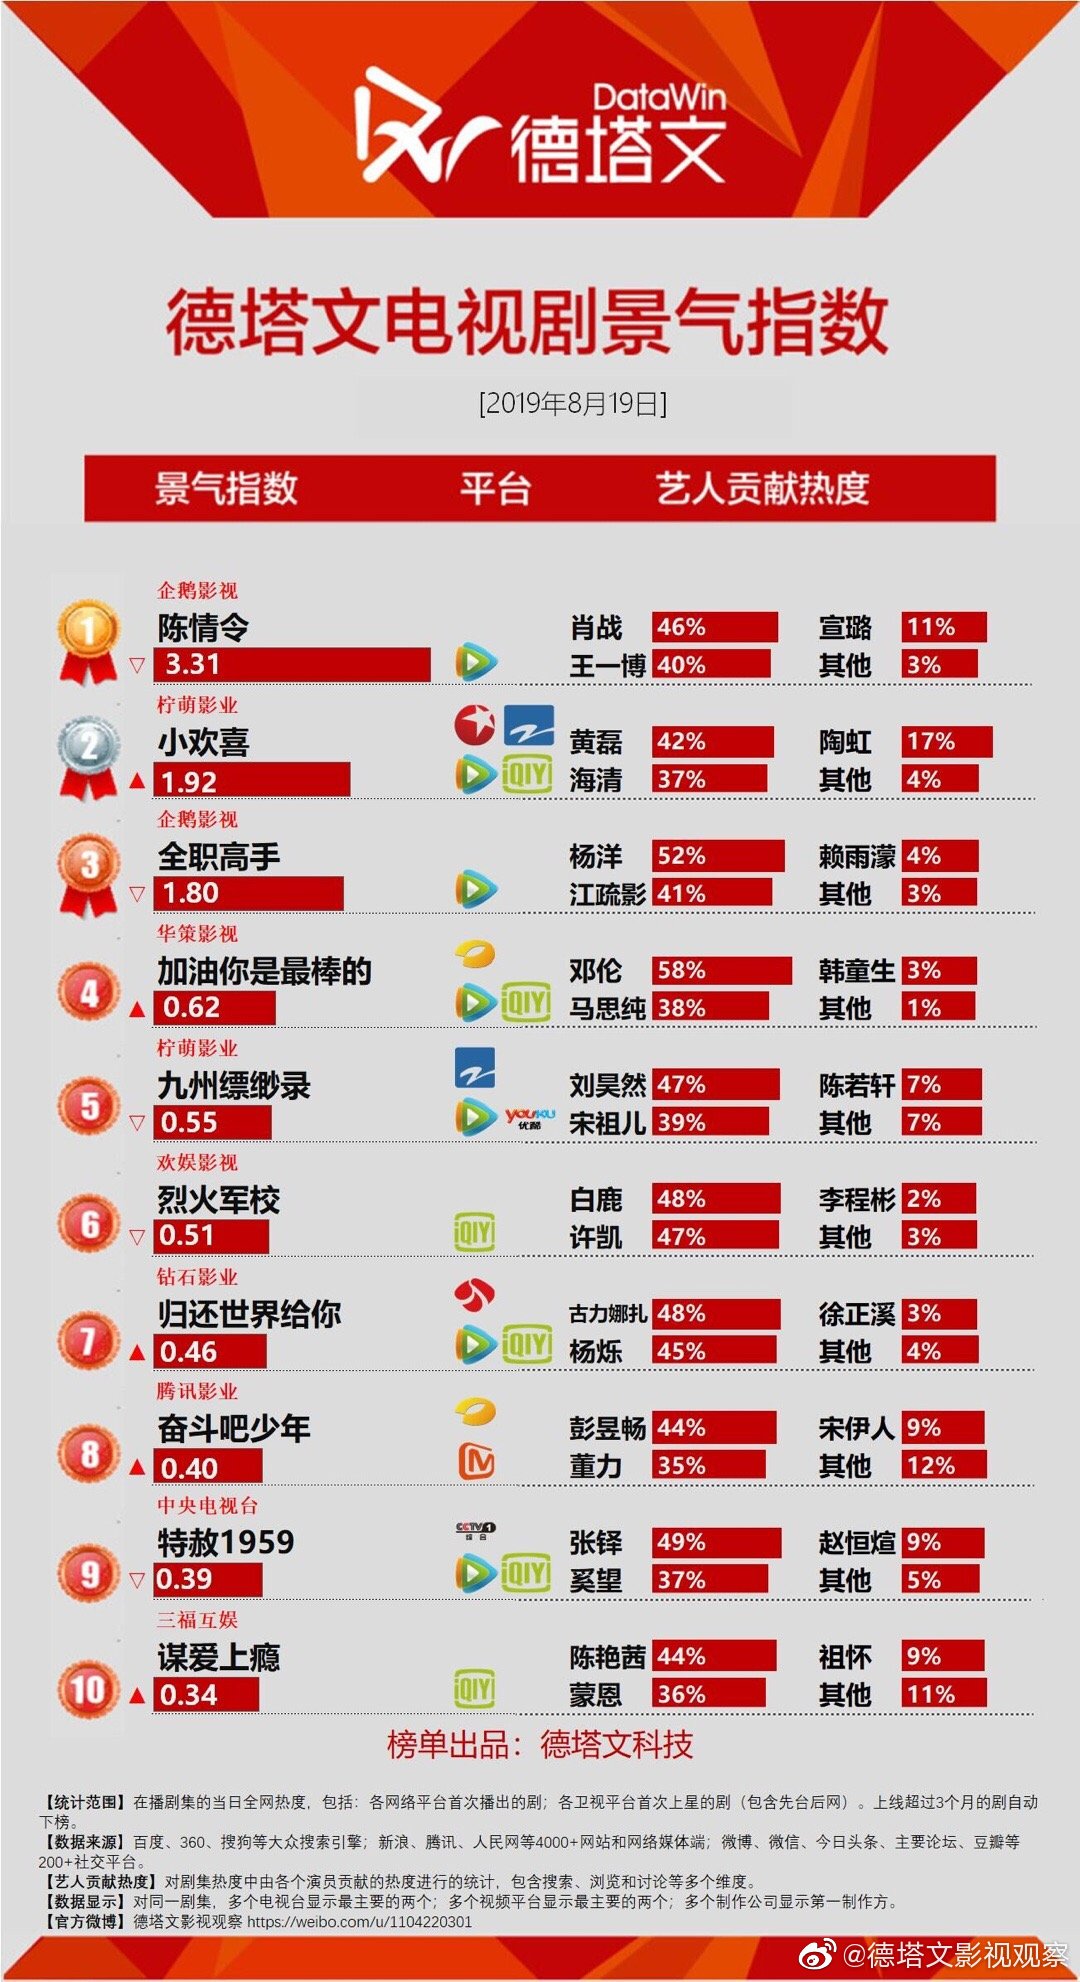 DataWin
德塔文
德塔文电视剧景气指数
[2019年8月19日]
景气指数 平台 艺人贡献热度
企鹅影视
1 陈情令 肖战 46% 宣璐 11%
▽ 3.31 王一博 40% 其他 3%
柠萌影业
2 小欢喜 黄磊 42% 陶虹 17%
▲ 1.92 iQIYI 海清 37% 其他 4%
企鹅影视
3 全职高手 杨洋 52% 赖雨濛 4%
▽ 1.80 江疏影 41% 其他 3%
华策影视
4 加油你是最棒的 邓伦 58% 韩童生 3%
▲ 0.62 iQIYI 马思纯 38% 其他 1%
柠萌影业
5 九州缥缈录 刘昊然 47% 陈若轩 7%
▽ 0.55 YOUKU 优酷 宋祖儿 39% 其他 7%
欢娱影视
6 烈火军校 白鹿 48% 李程彬 2%
▽ 0.51 iQIYI 许凯 47% 其他 3%
钻石影业
7 归还世界给你 古力娜扎 48% 徐正溪 3%
▲ 0.46 iQIYI 杨烁 45% 其他 4%
腾讯影业
8 奋斗吧少年 彭昱畅 44% 宋伊人 9%
▲ 0.40 董力 35% 其他 12%
中央电视台
9 特赦1959 CCTV1 综合 张铎 49% 赵恒煊 9%
▽ 0.39 iQIYI 奚望 37% 其他 5%
三福互娱
10 谋爱上瘾 陈艳茜 44% 祖怀 9%
▲ 0.34 iQIYI 蒙恩 36% 其他 11%
榜单出品：德塔文科技
【统计范围】在播剧集的当日全网热度，包括：各网络平台首次播出的剧；各卫视平台首次上星的剧（包含先台后网）。上线超过3个月的剧自动
下榜。
【数据来源】百度、360、搜狗等大众搜索引擎；新浪、腾讯、人民网等4000+网站和网络媒体端；微博、微信、今日头条、主要论坛、豆瓣等
200+社交平台。
【艺人贡献热度】对剧集热度中由各个演员贡献的热度进行的统计，包含搜索、浏览和讨论等多个维度。
【数据显示】对同一剧集，多个电视台显示最主要的两个；多个视频平台显示最主要的两个；多个制作公司显示第一制作方。
【官方微博】德塔文影视观察 https://weibo.com/u/1104220301
@德塔文影视观察